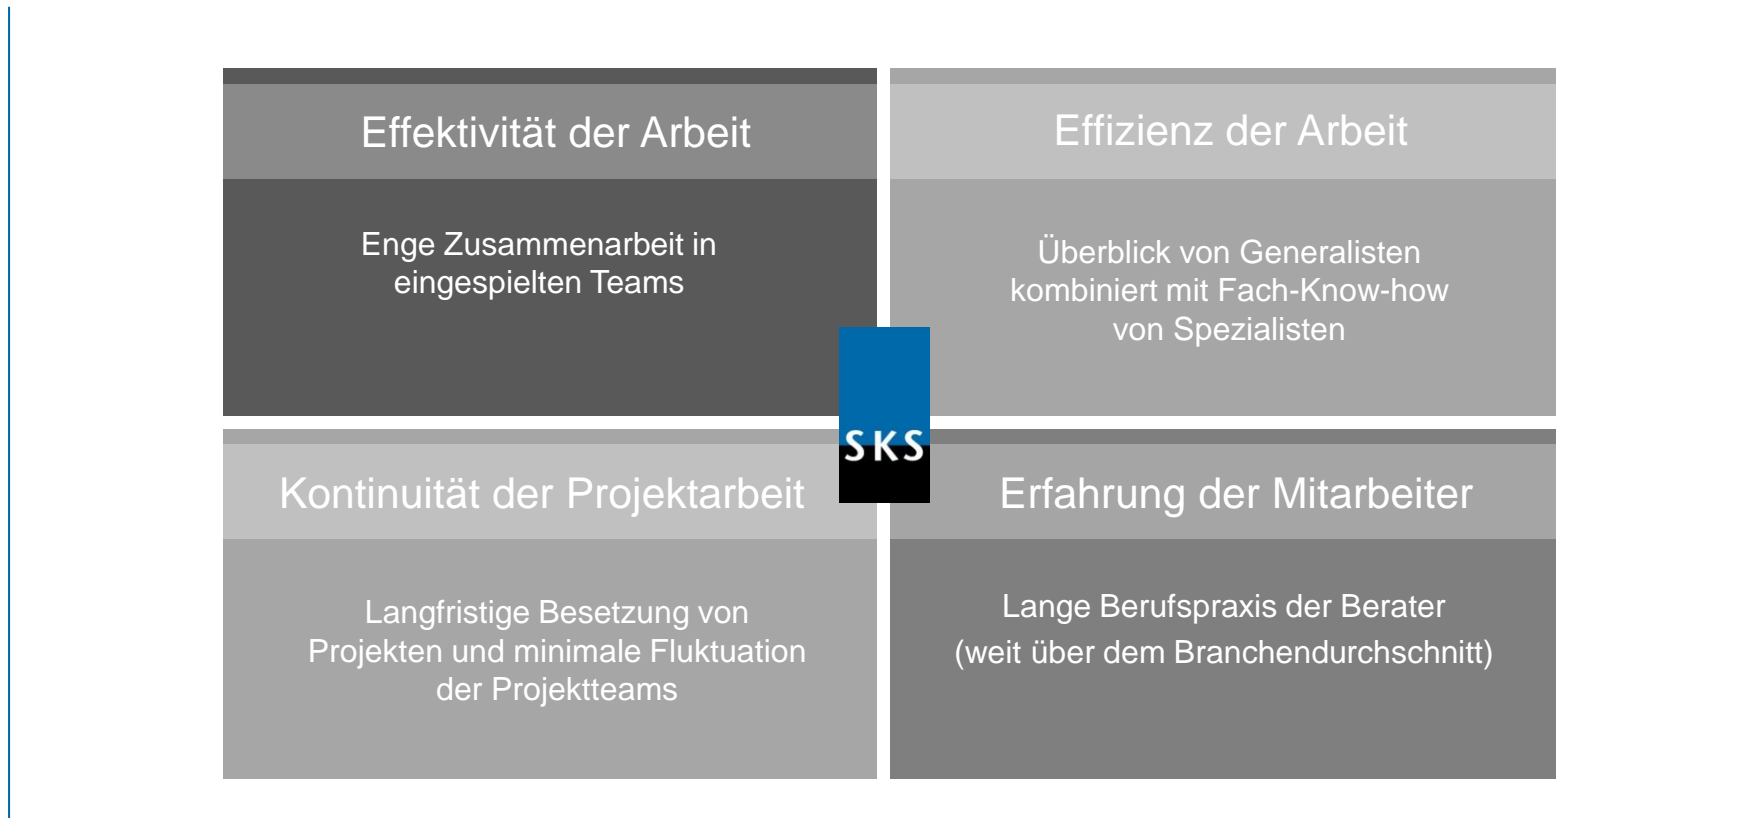 Effektivität der Arbeit
Enge Zusammenarbeit in
eingespielten Teams
Effizienz der Arbeit
Überblick von Generalisten
kombiniert mit Fach-Know-how
von Spezialisten
SKS
Kontinuität der Projektarbeit
Langfristige Besetzung von
Projekten und minimale Fluktuation
der Projektteams
Erfahrung der Mitarbeiter
Lange Berufspraxis der Berater
(weit über dem Branchendurchschnitt)